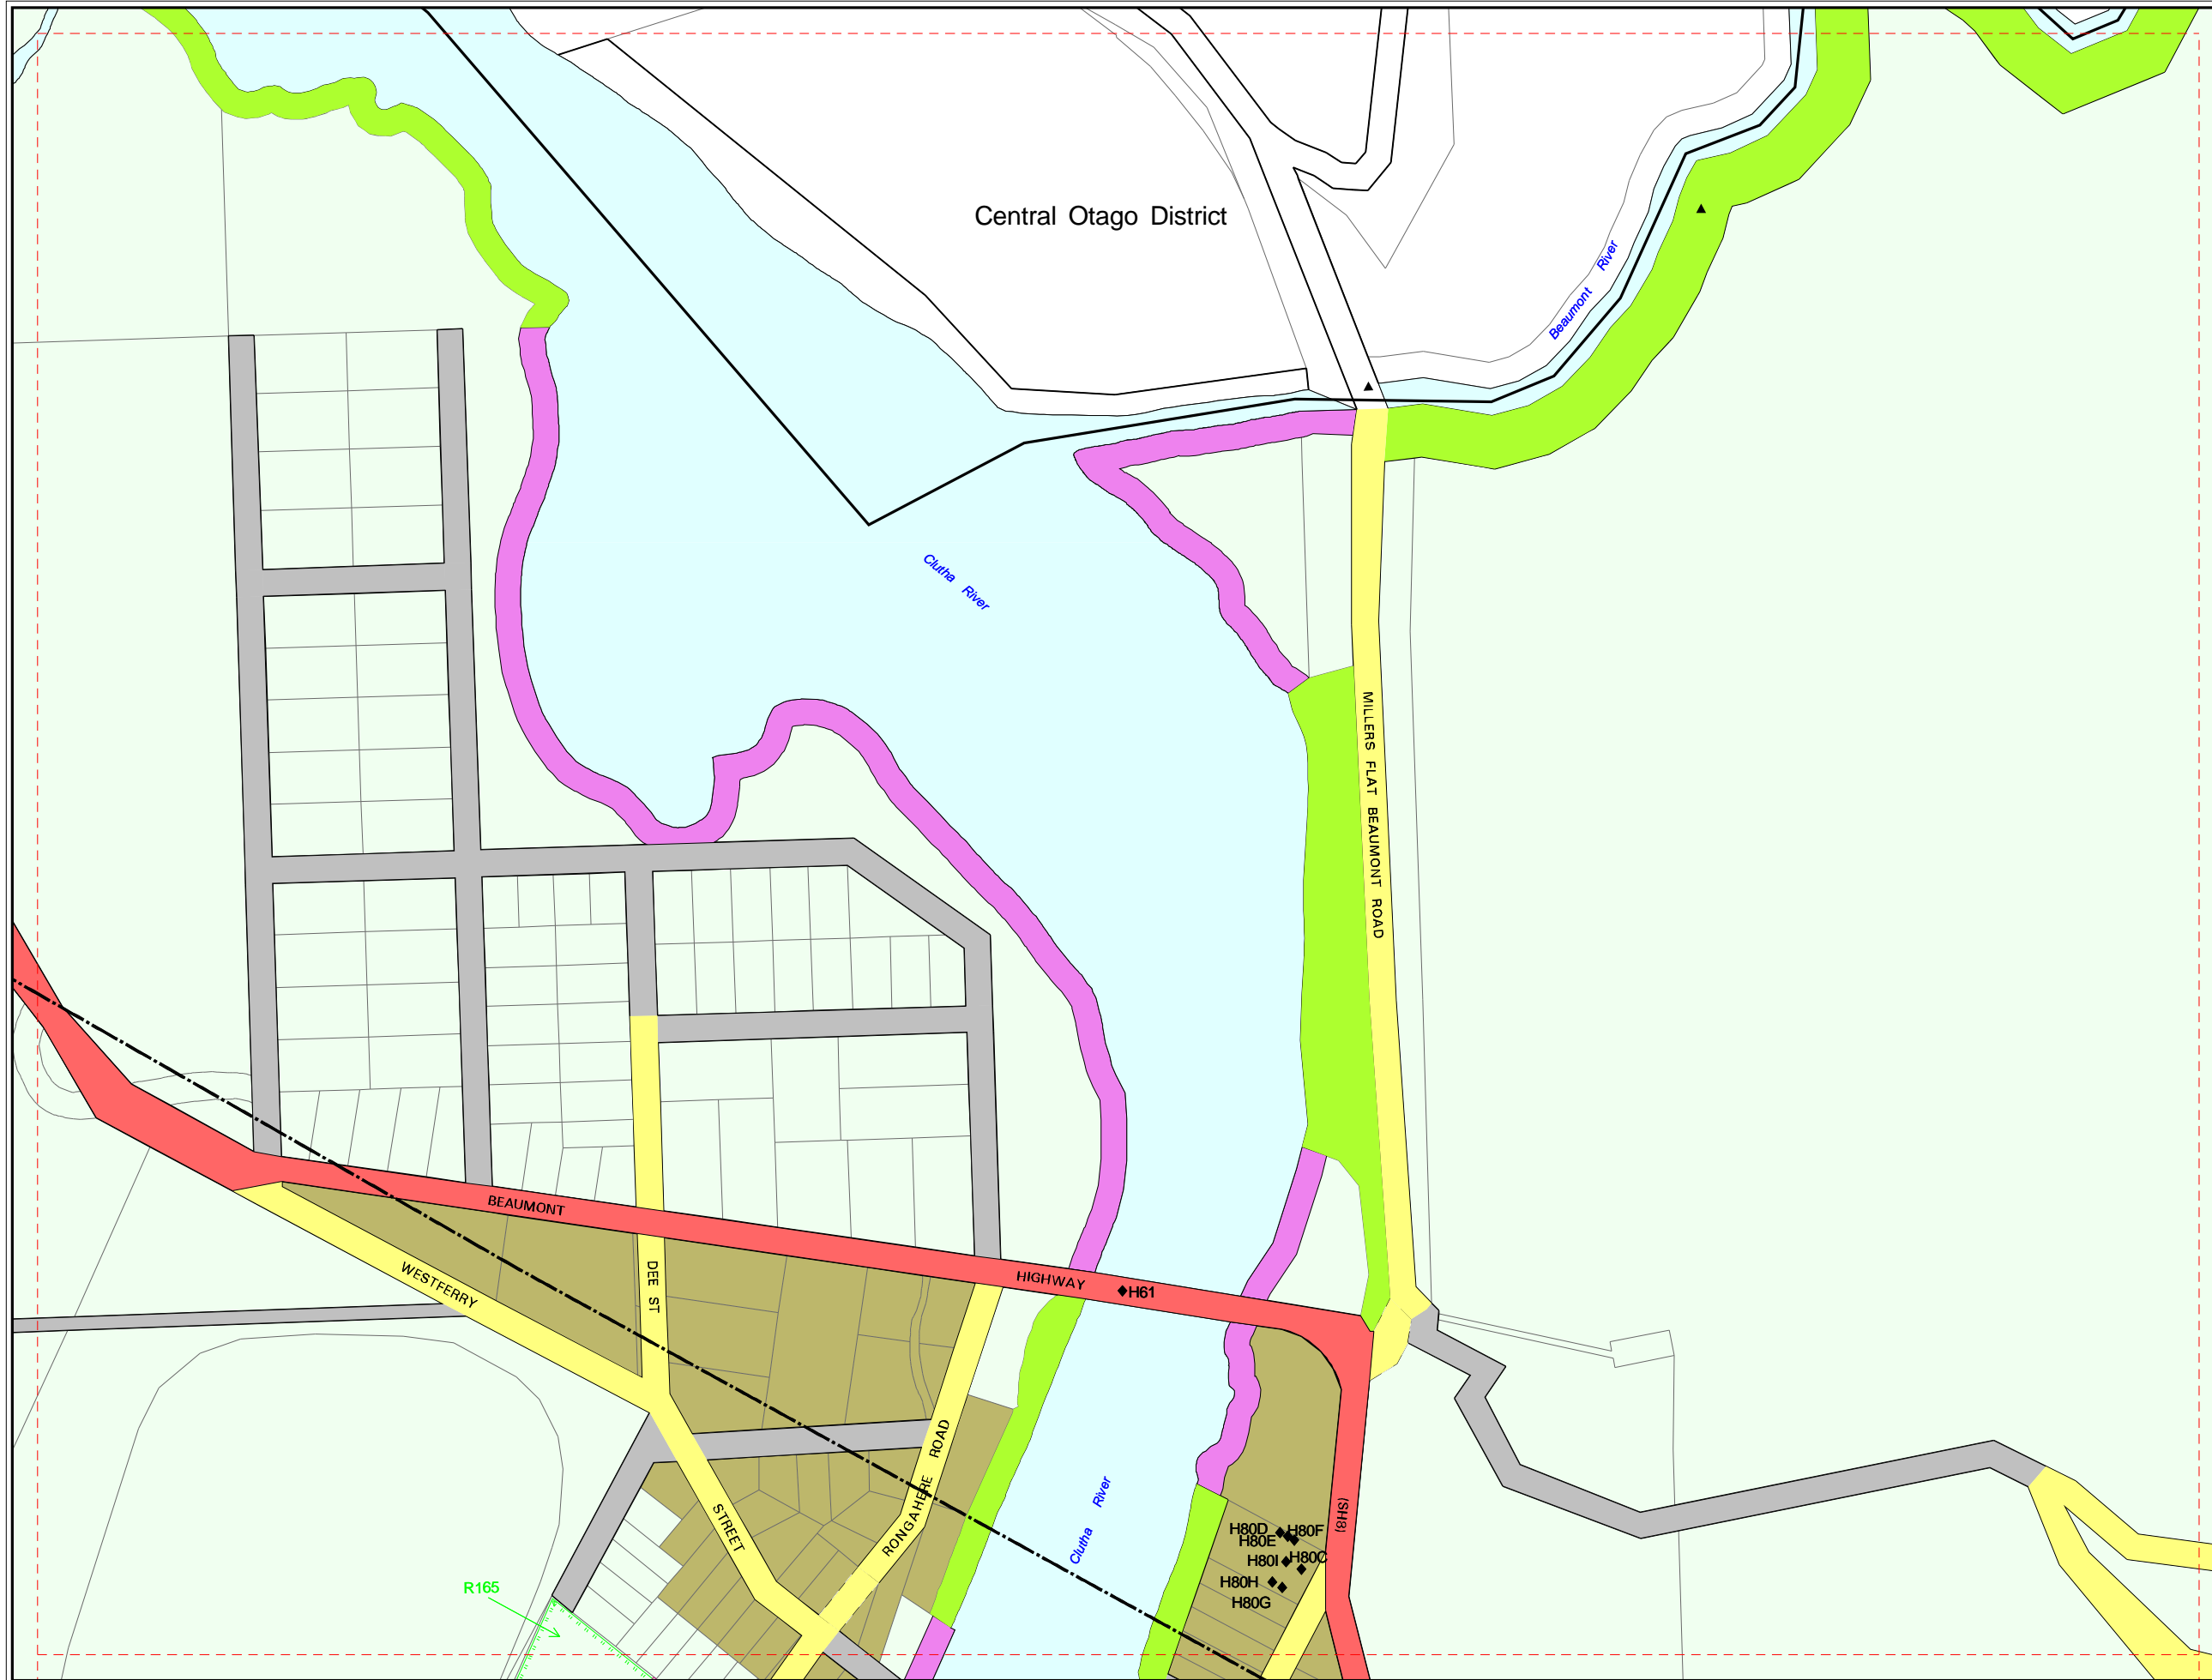 Central Otago District
Beaumont River
Clutha River
MILLERS FLAT BEAUMONT ROAD
BEAUMONT
HIGHWAY
H61
WESTFERRY
DEE ST
RONGAHERE ROAD
STREET
Clutha River
(SH8)
H80D
H80F
H80E
H80I
H80C
H80H
H80G
R165